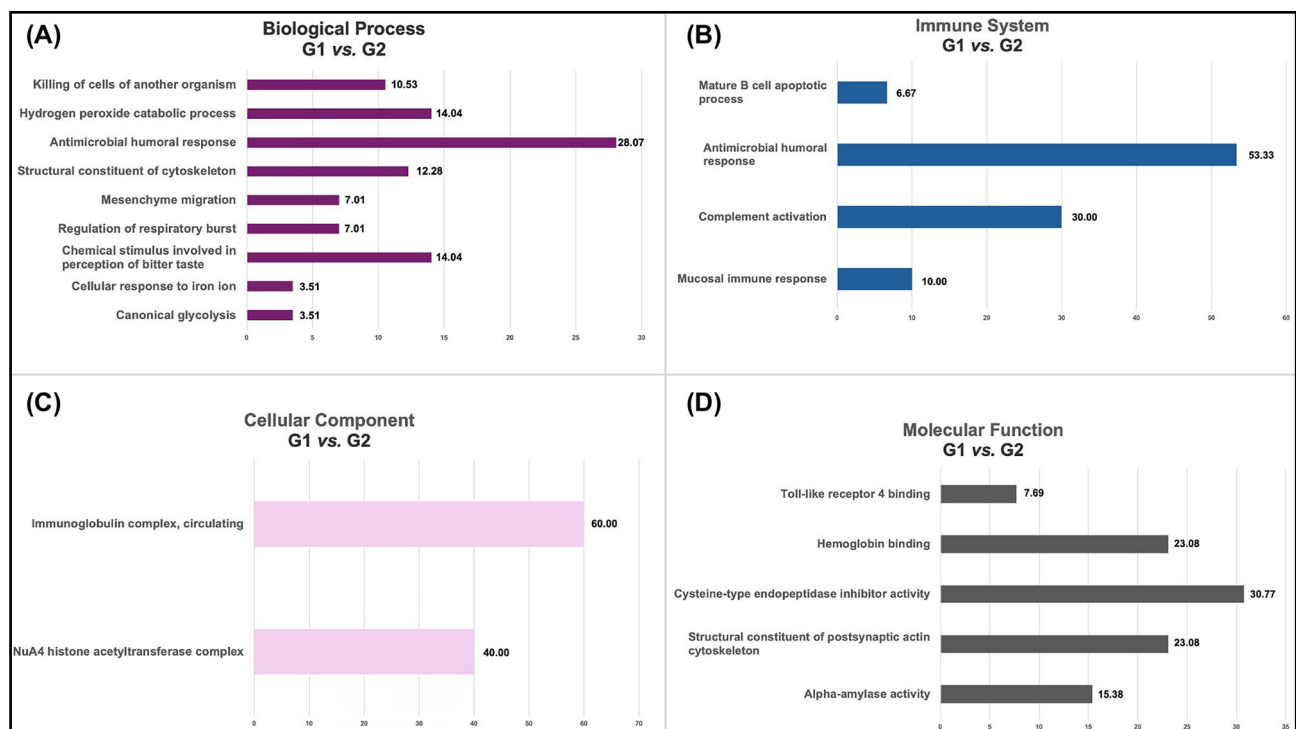 (A)
Biological Process
G1 vs. G2
Killing of cells of another organism
10.53
Hydrogen peroxide catabolic process
14.04
Antimicrobial humoral response
28.07
Structural constituent of cytoskeleton
12.28
Mesenchyme migration
7.01
Regulation of respiratory burst
7.01
Chemical stimulus involved in
perception of bitter taste
14.04
Cellular response to iron ion
3.51
Canonical glycolysis
3.51
0 5 10 15 20 25 30
(B)
Immune System
G1 vs. G2
Mature B cell apoptotic
process
6.67
Antimicrobial humoral
response
53.33
Complement activation
30.00
Mucosal immune response
10.00
0 10 20 30 40 50 60
(C)
Cellular Component
G1 vs. G2
Immunoglobulin complex, circulating
60.00
NuA4 histone acetyltransferase complex
40.00
0 10 20 30 40 50 60 70
(D)
Molecular Function
G1 vs. G2
Toll-like receptor 4 binding
7.69
Hemoglobin binding
23.08
Cysteine-type endopeptidase inhibitor activity
30.77
Structural constituent of postsynaptic actin
cytoskeleton
23.08
Alpha-amylase activity
15.38
0 5 10 15 20 25 30 35